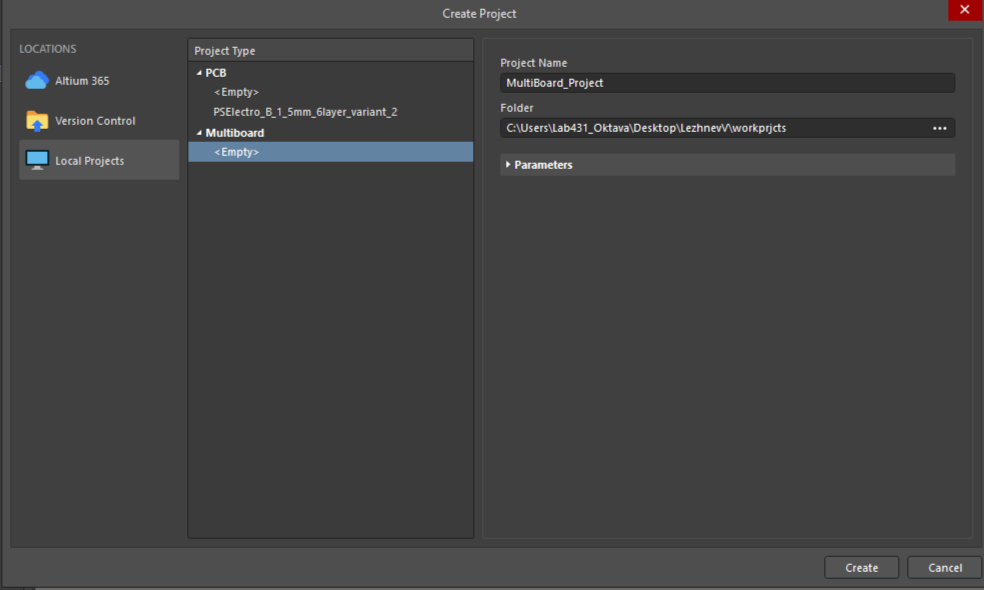 Create Project
LOCATIONS
Altium 365
Version Control
Local Projects
Project Type
PCB
<Empty>
PSElectro_B_1_5mm_6layer_variant_2
Multiboard
<Empty>
Project Name
MultiBoard_Project
Folder
C:\Users\Lab431_Oktava\Desktop\LezhnevV\workprjcts
...
Parameters
Create
Cancel